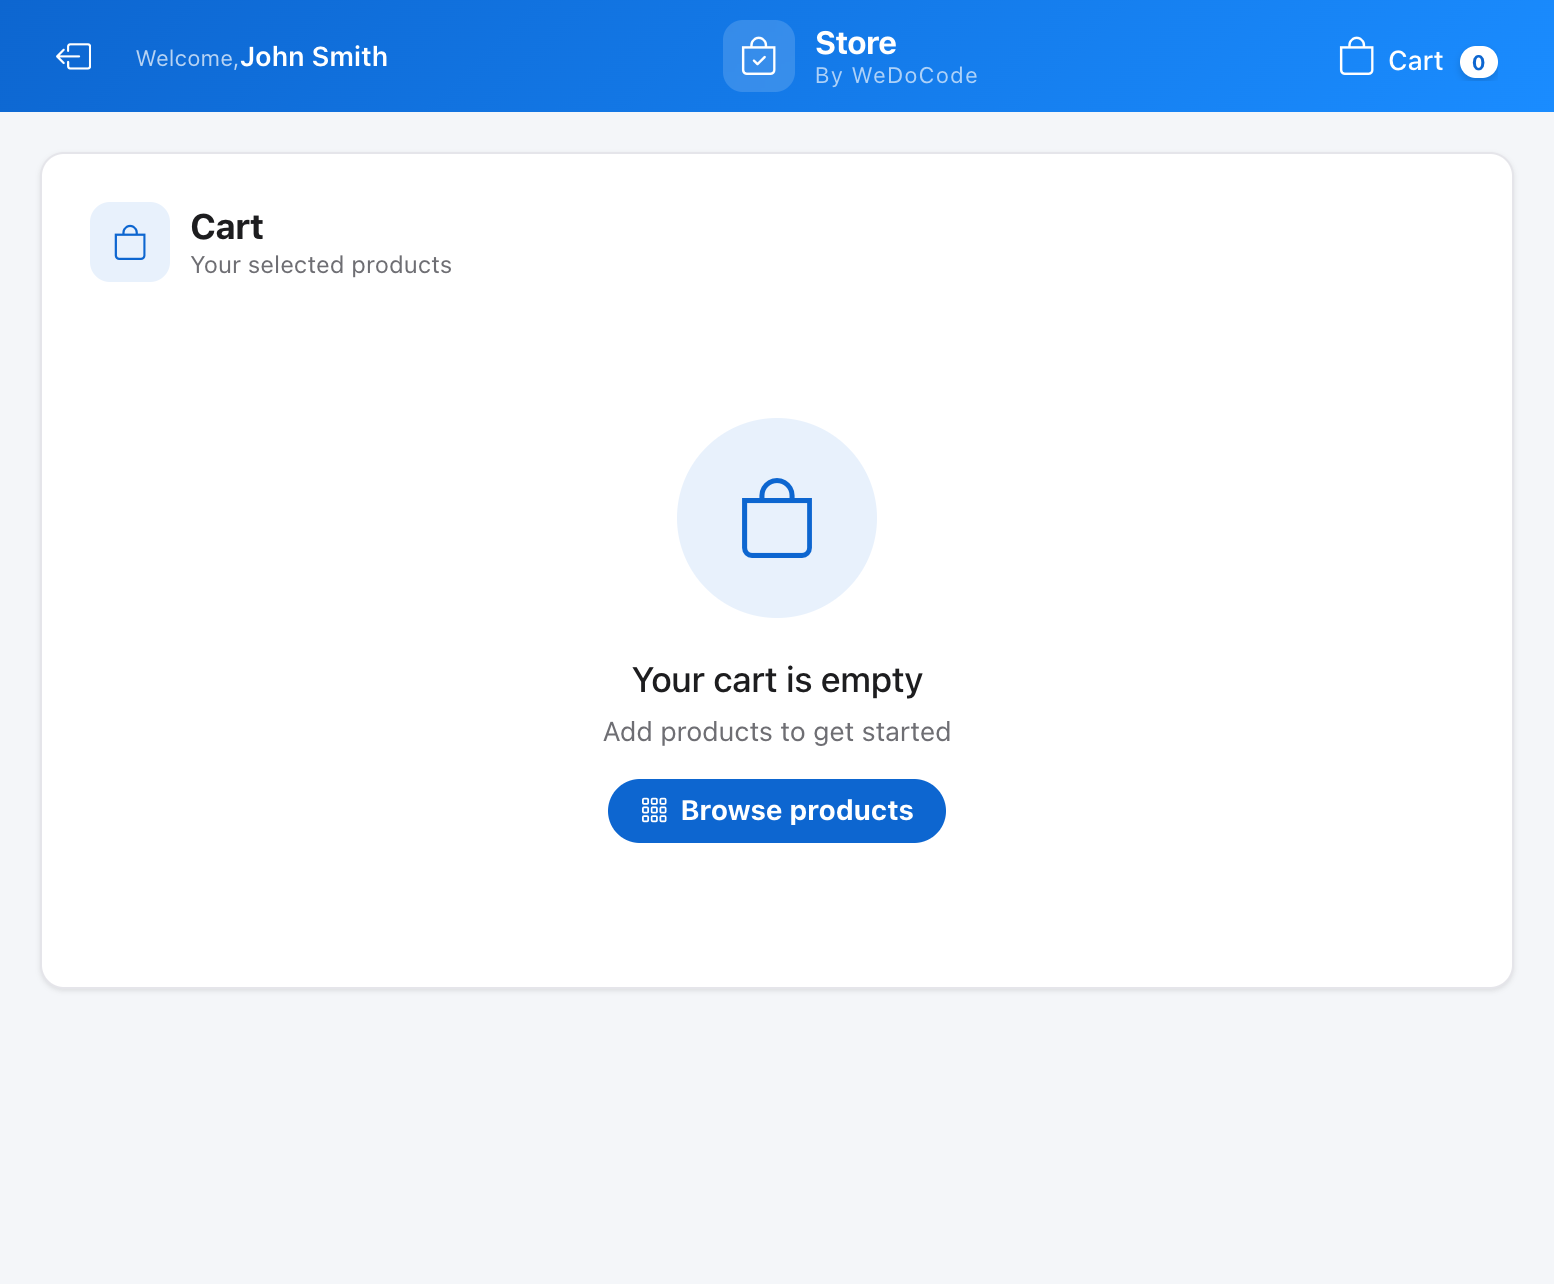 Welcome,John Smith
Store
By WeDoCode
Cart 0
Cart
Your selected products
Your cart is empty
Add products to get started
Browse products